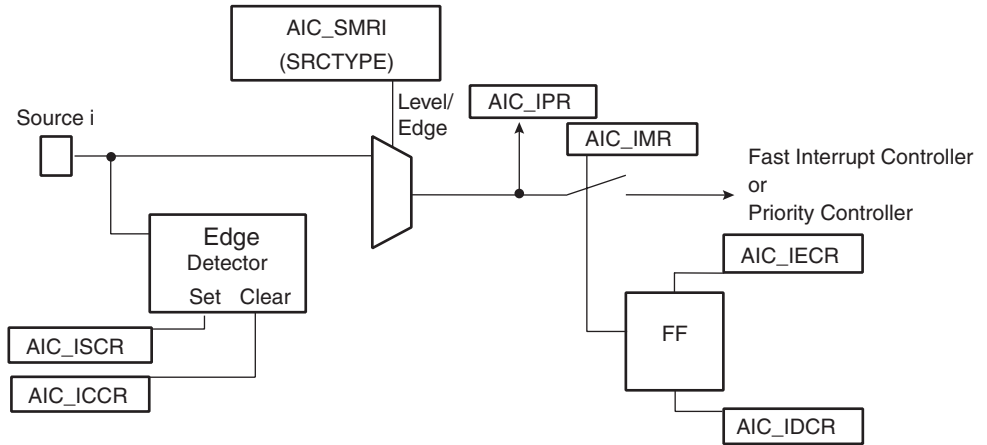 AIC_SMRI
(SRCTYPE)
Level/
Edge
AIC_IPR
Source i
AIC_IMR
Fast Interrupt Controller
or
Priority Controller
Edge
Detector
Set Clear
AIC_IECR
FF
AIC_ISCR
AIC_ICCR
AIC_IDCR